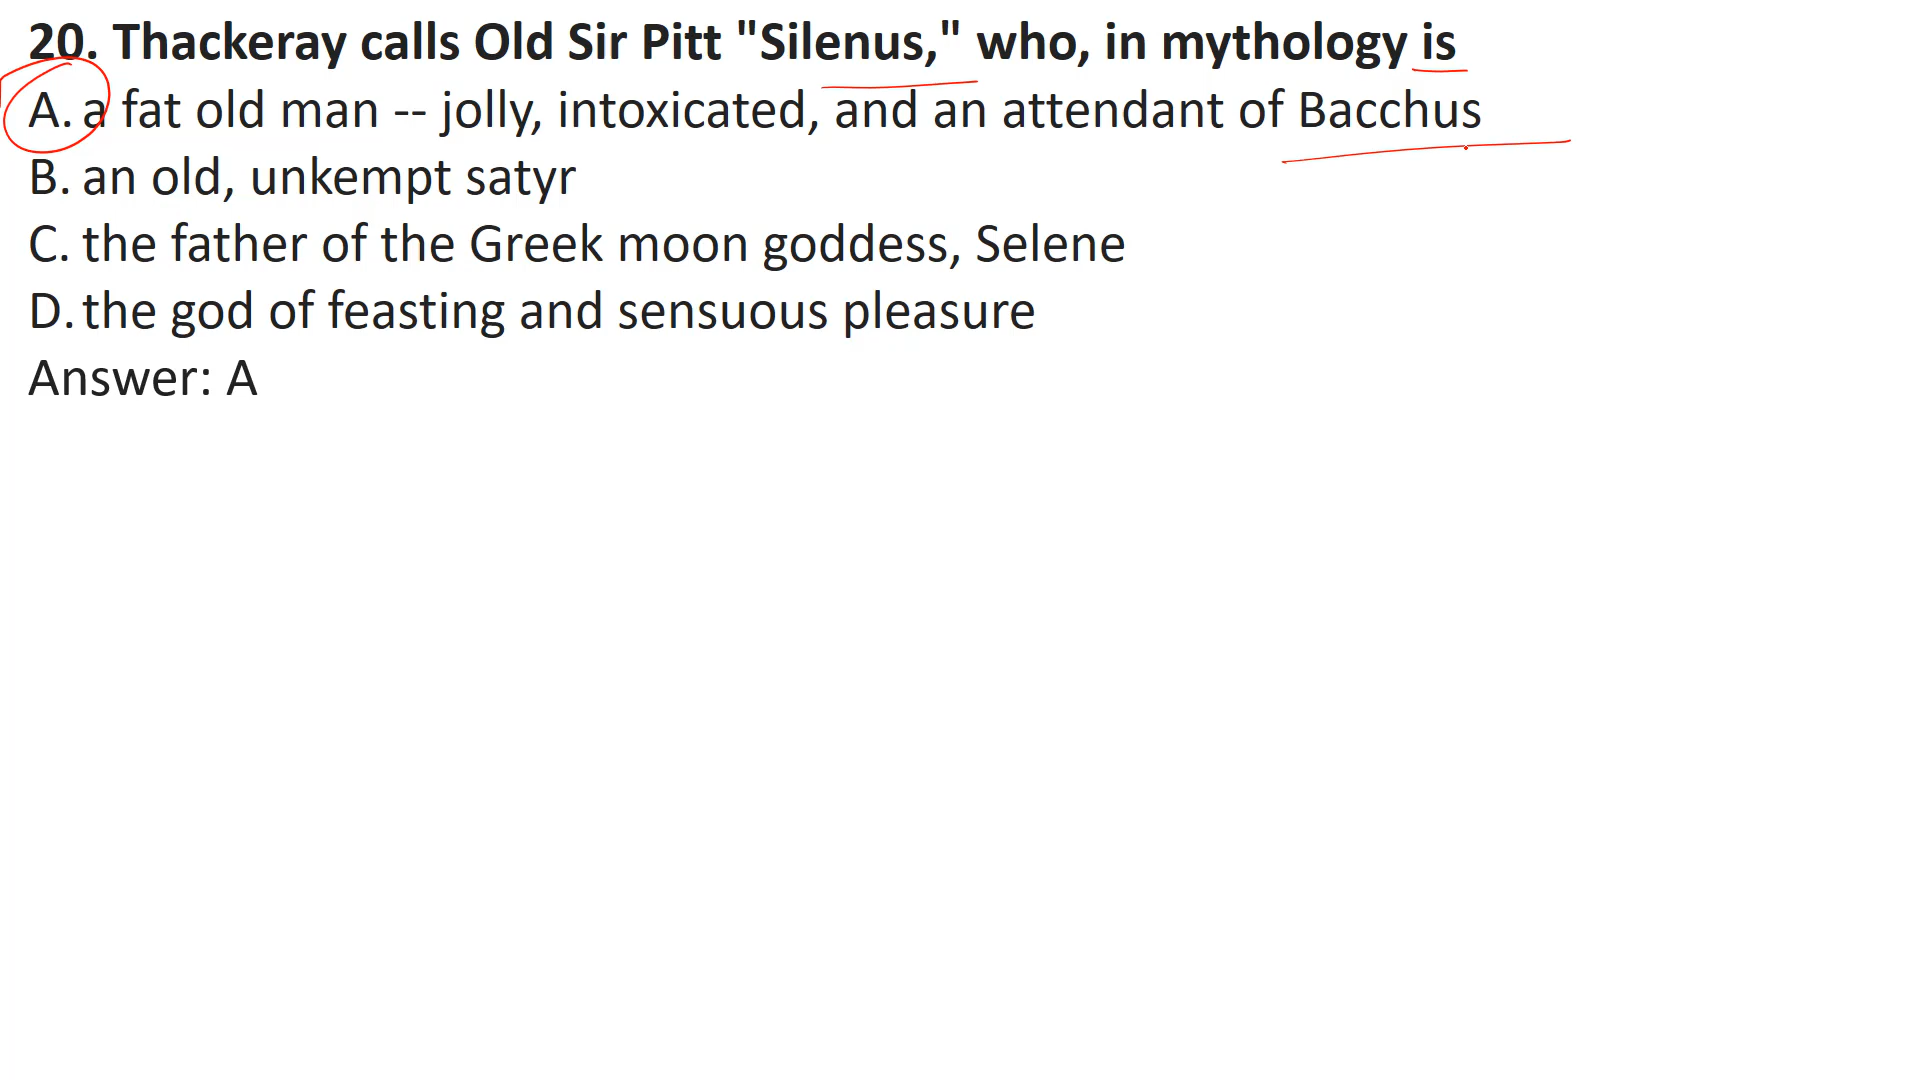 20. Thackeray calls Old Sir Pitt "Silenus," who, in mythology is
A. a fat old man -- jolly, intoxicated, and an attendant of Bacchus
B. an old, unkempt satyr
C. the father of the Greek moon goddess, Selene
D. the god of feasting and sensuous pleasure
Answer: A